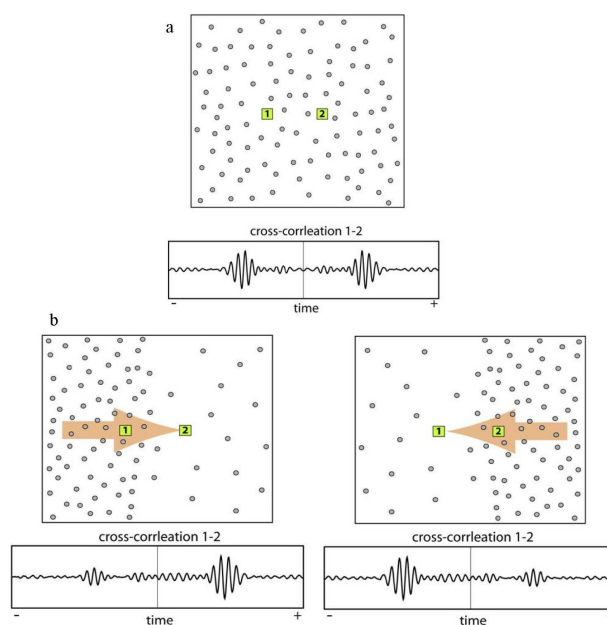 a
1 2
cross-corrleation 1-2
- +
time
b
1 2
1 2
cross-corrleation 1-2
cross-corrleation 1-2
- +
- +
time
time